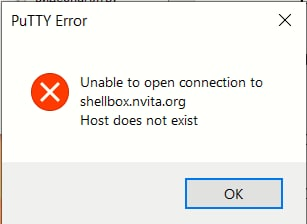 PuTTY Error
Unable to open connection to
shellbox.nvita.org
Host does not exist
OK